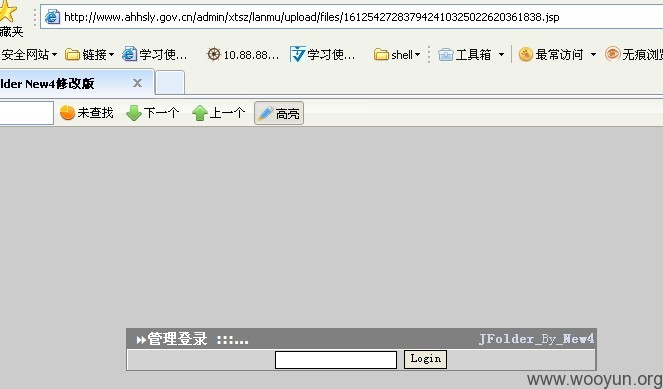 藏夹
http://www.ahhsly.gov.cn/admin/xtsz/lanmu/upload/files/161254272837942410325022620361838.jsp
安全网站 链接 学习使... 10.88.88... 学习使... shell 工具箱 最常访问 无痕浏览
lder New4修改版
未查找 下一个 上一个 高亮
管理登录 :::... JFolder_By_New4
Login
www.wooyun.org